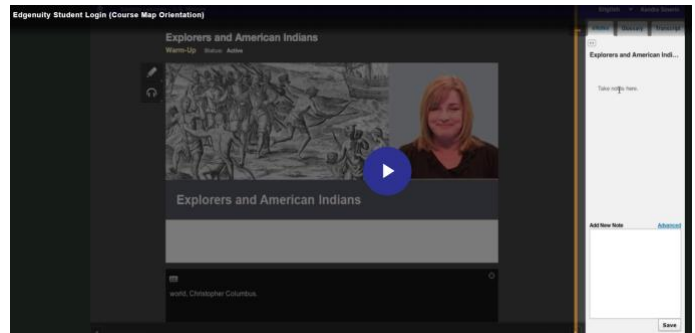 Edgenuity Student Login (Course Map Orientation)
English
Explorers and American Indians
Warm-Up Status Active
eNotes Glossary Transcript
Explorers and American Indi...
Take notes here.
Explorers and American Indians
Add New Note Advanced
world, Christopher Columbus.
Save